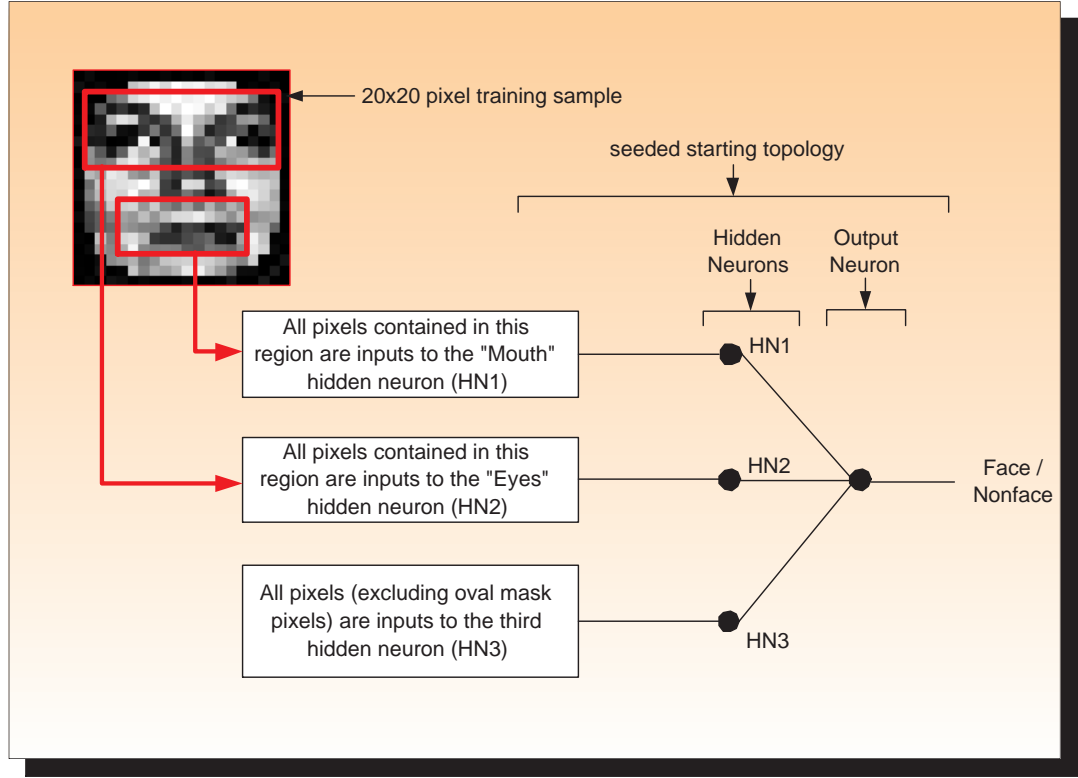 20x20 pixel training sample
seeded starting topology
Hidden
Neurons
Output
Neuron
All pixels contained in this
region are inputs to the "Mouth"
hidden neuron (HN1)
HN1
All pixels contained in this
region are inputs to the "Eyes"
hidden neuron (HN2)
HN2
Face /
Nonface
All pixels (excluding oval mask
pixels) are inputs to the third
hidden neuron (HN3)
HN3